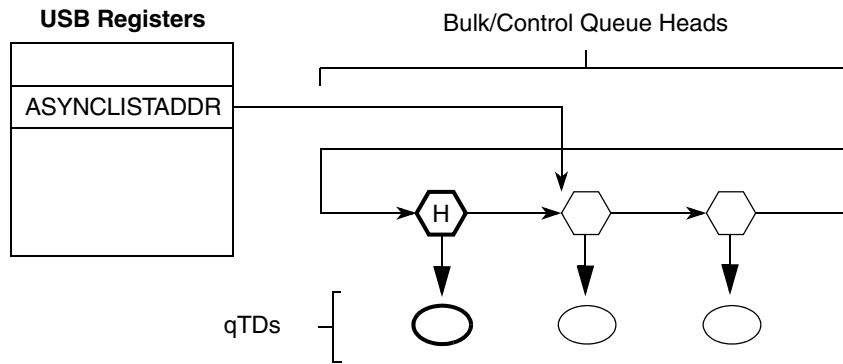 USB Registers
Bulk/Control Queue Heads
ASYNCLISTADDR
H
qTDs